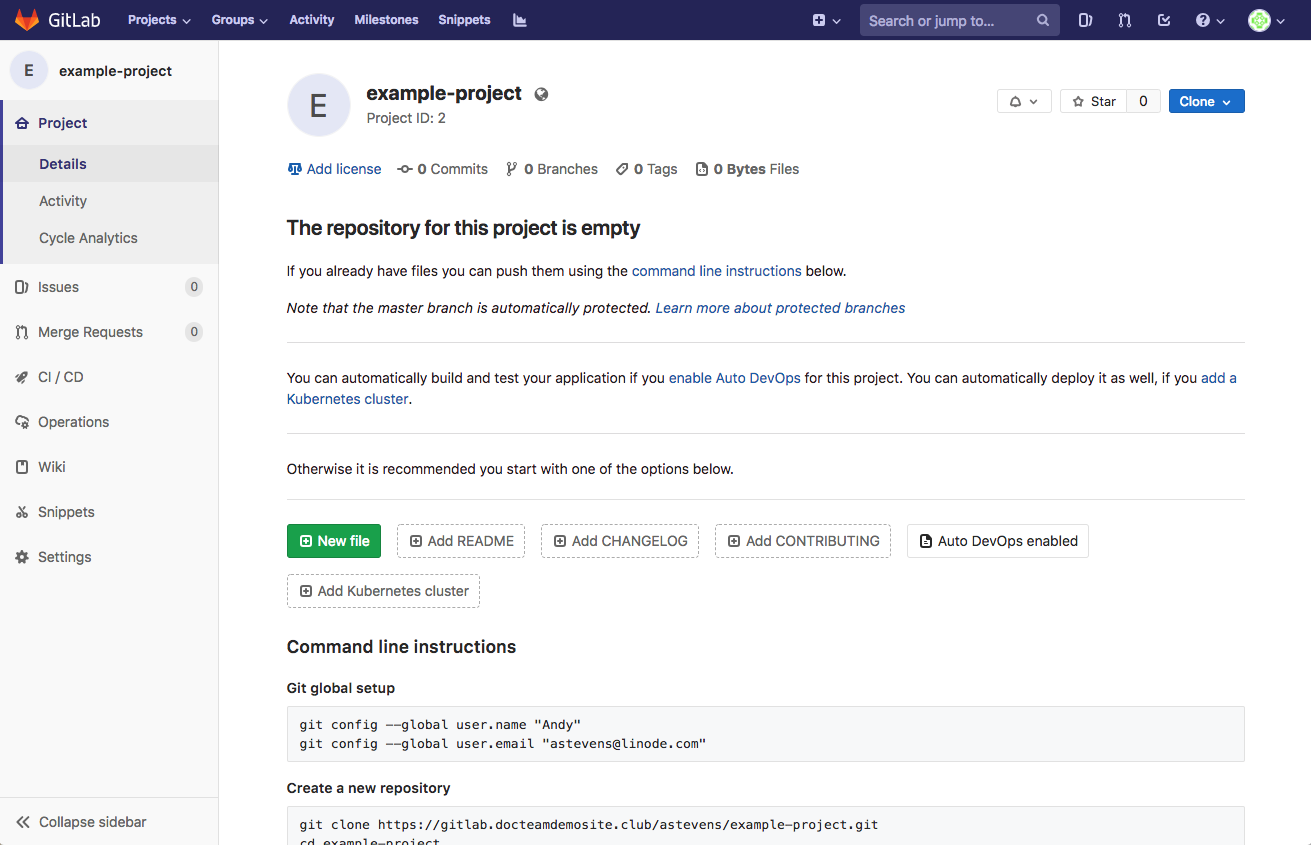 GitLab Projects Groups Activity Milestones Snippets Search or jump to...
E example-project
Project
Details
Activity
Cycle Analytics
Issues 0
Merge Requests 0
CI / CD
Operations
Wiki
Snippets
Settings
Collapse sidebar
E example-project
Project ID: 2
Star 0 Clone
Add license 0 Commits 0 Branches 0 Tags 0 Bytes Files
The repository for this project is empty
If you already have files you can push them using the command line instructions below.
Note that the master branch is automatically protected. Learn more about protected branches
You can automatically build and test your application if you enable Auto DevOps for this project. You can automatically deploy it as well, if you add a
Kubernetes cluster.
Otherwise it is recommended you start with one of the options below.
New file Add README Add CHANGELOG Add CONTRIBUTING Auto DevOps enabled
Add Kubernetes cluster
Command line instructions
Git global setup
git config --global user.name "Andy"
git config --global user.email "astevens@linode.com"
Create a new repository
git clone https://gitlab.docteamdemosite.club/astevens/example-project.git
cd example-project